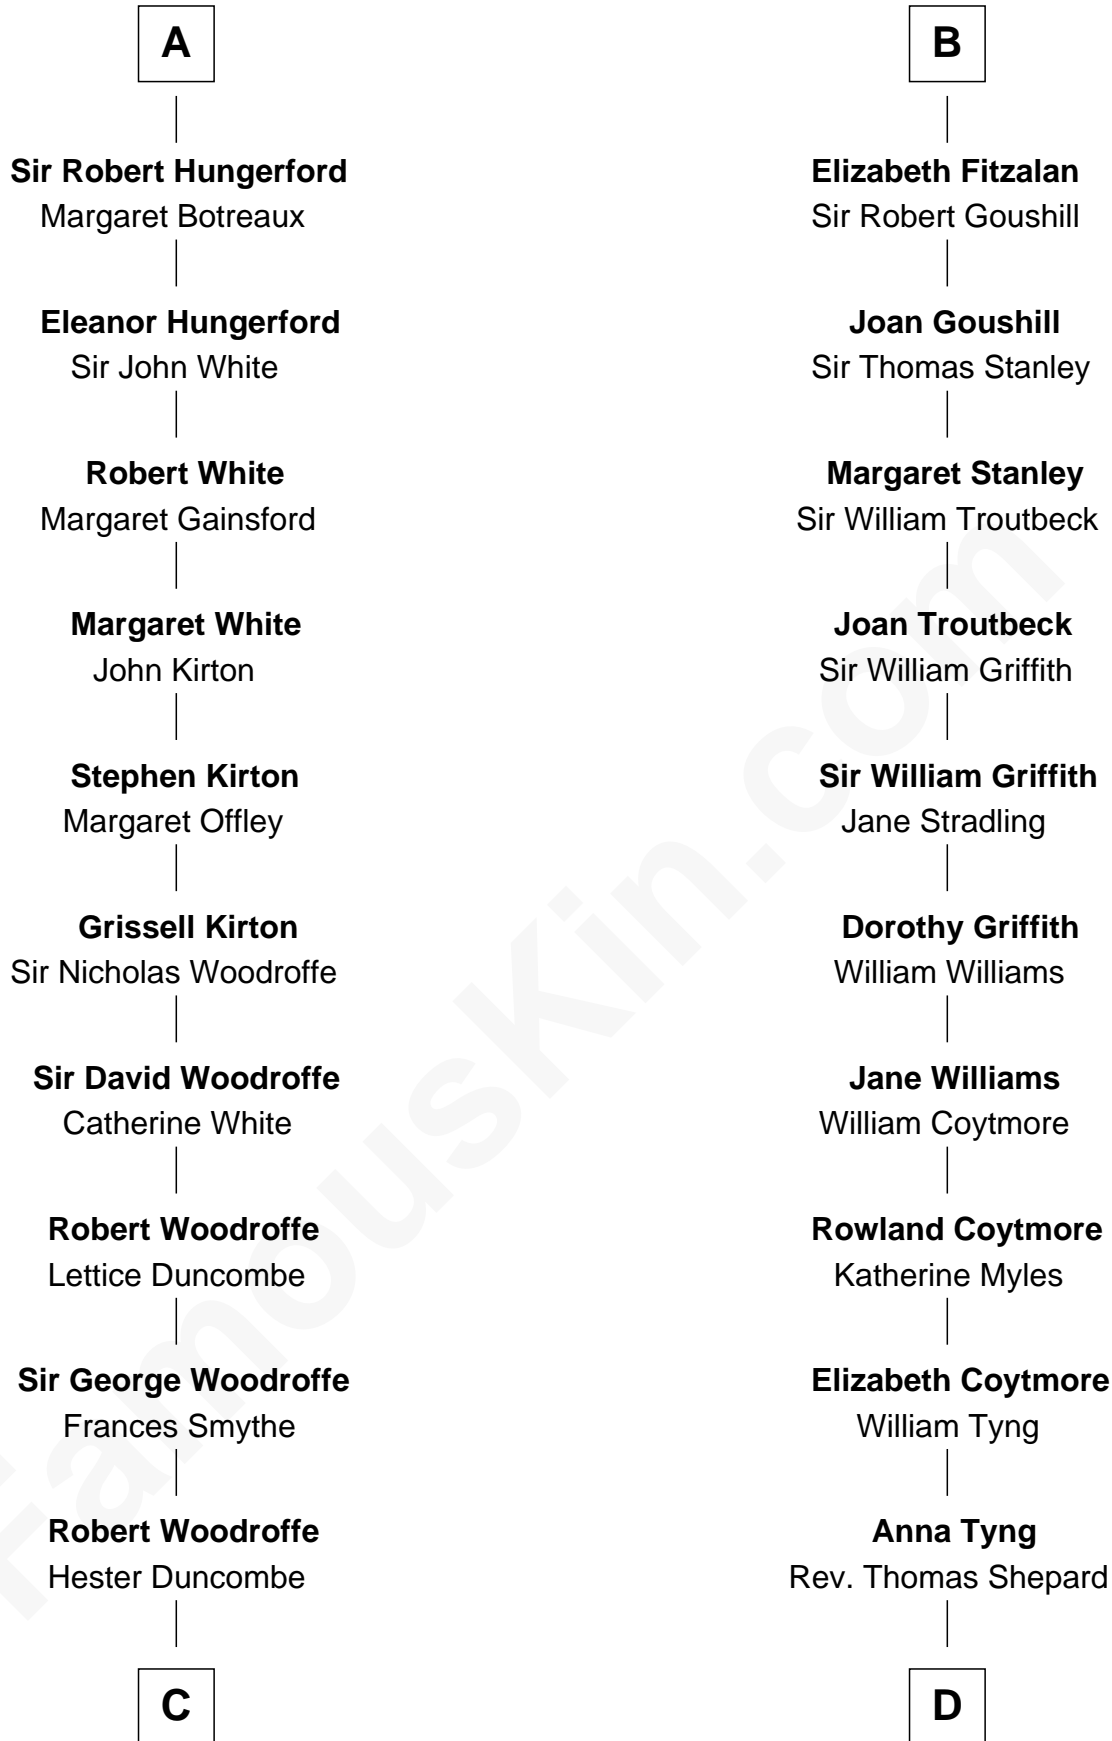 A
Sir Robert Hungerford
Margaret Botreaux
Eleanor Hungerford
Sir John White
Robert White
Margaret Gainsford
Margaret White
John Kirton
Stephen Kirton
Margaret Offley
Grissell Kirton
Sir Nicholas Woodroffe
Sir David Woodroffe
Catherine White
Robert Woodroffe
Lettice Duncombe
Sir George Woodroffe
Frances Smythe
Robert Woodroffe
Hester Duncombe
C
B
Elizabeth Fitzalan
Sir Robert Goushill
Joan Goushill
Sir Thomas Stanley
Margaret Stanley
Sir William Troutbeck
Joan Troutbeck
Sir William Griffith
Sir William Griffith
Jane Stradling
Dorothy Griffith
William Williams
Jane Williams
William Coytmore
Rowland Coytmore
Katherine Myles
Elizabeth Coytmore
William Tyng
Anna Tyng
Rev. Thomas Shepard
D
FamousKin.com